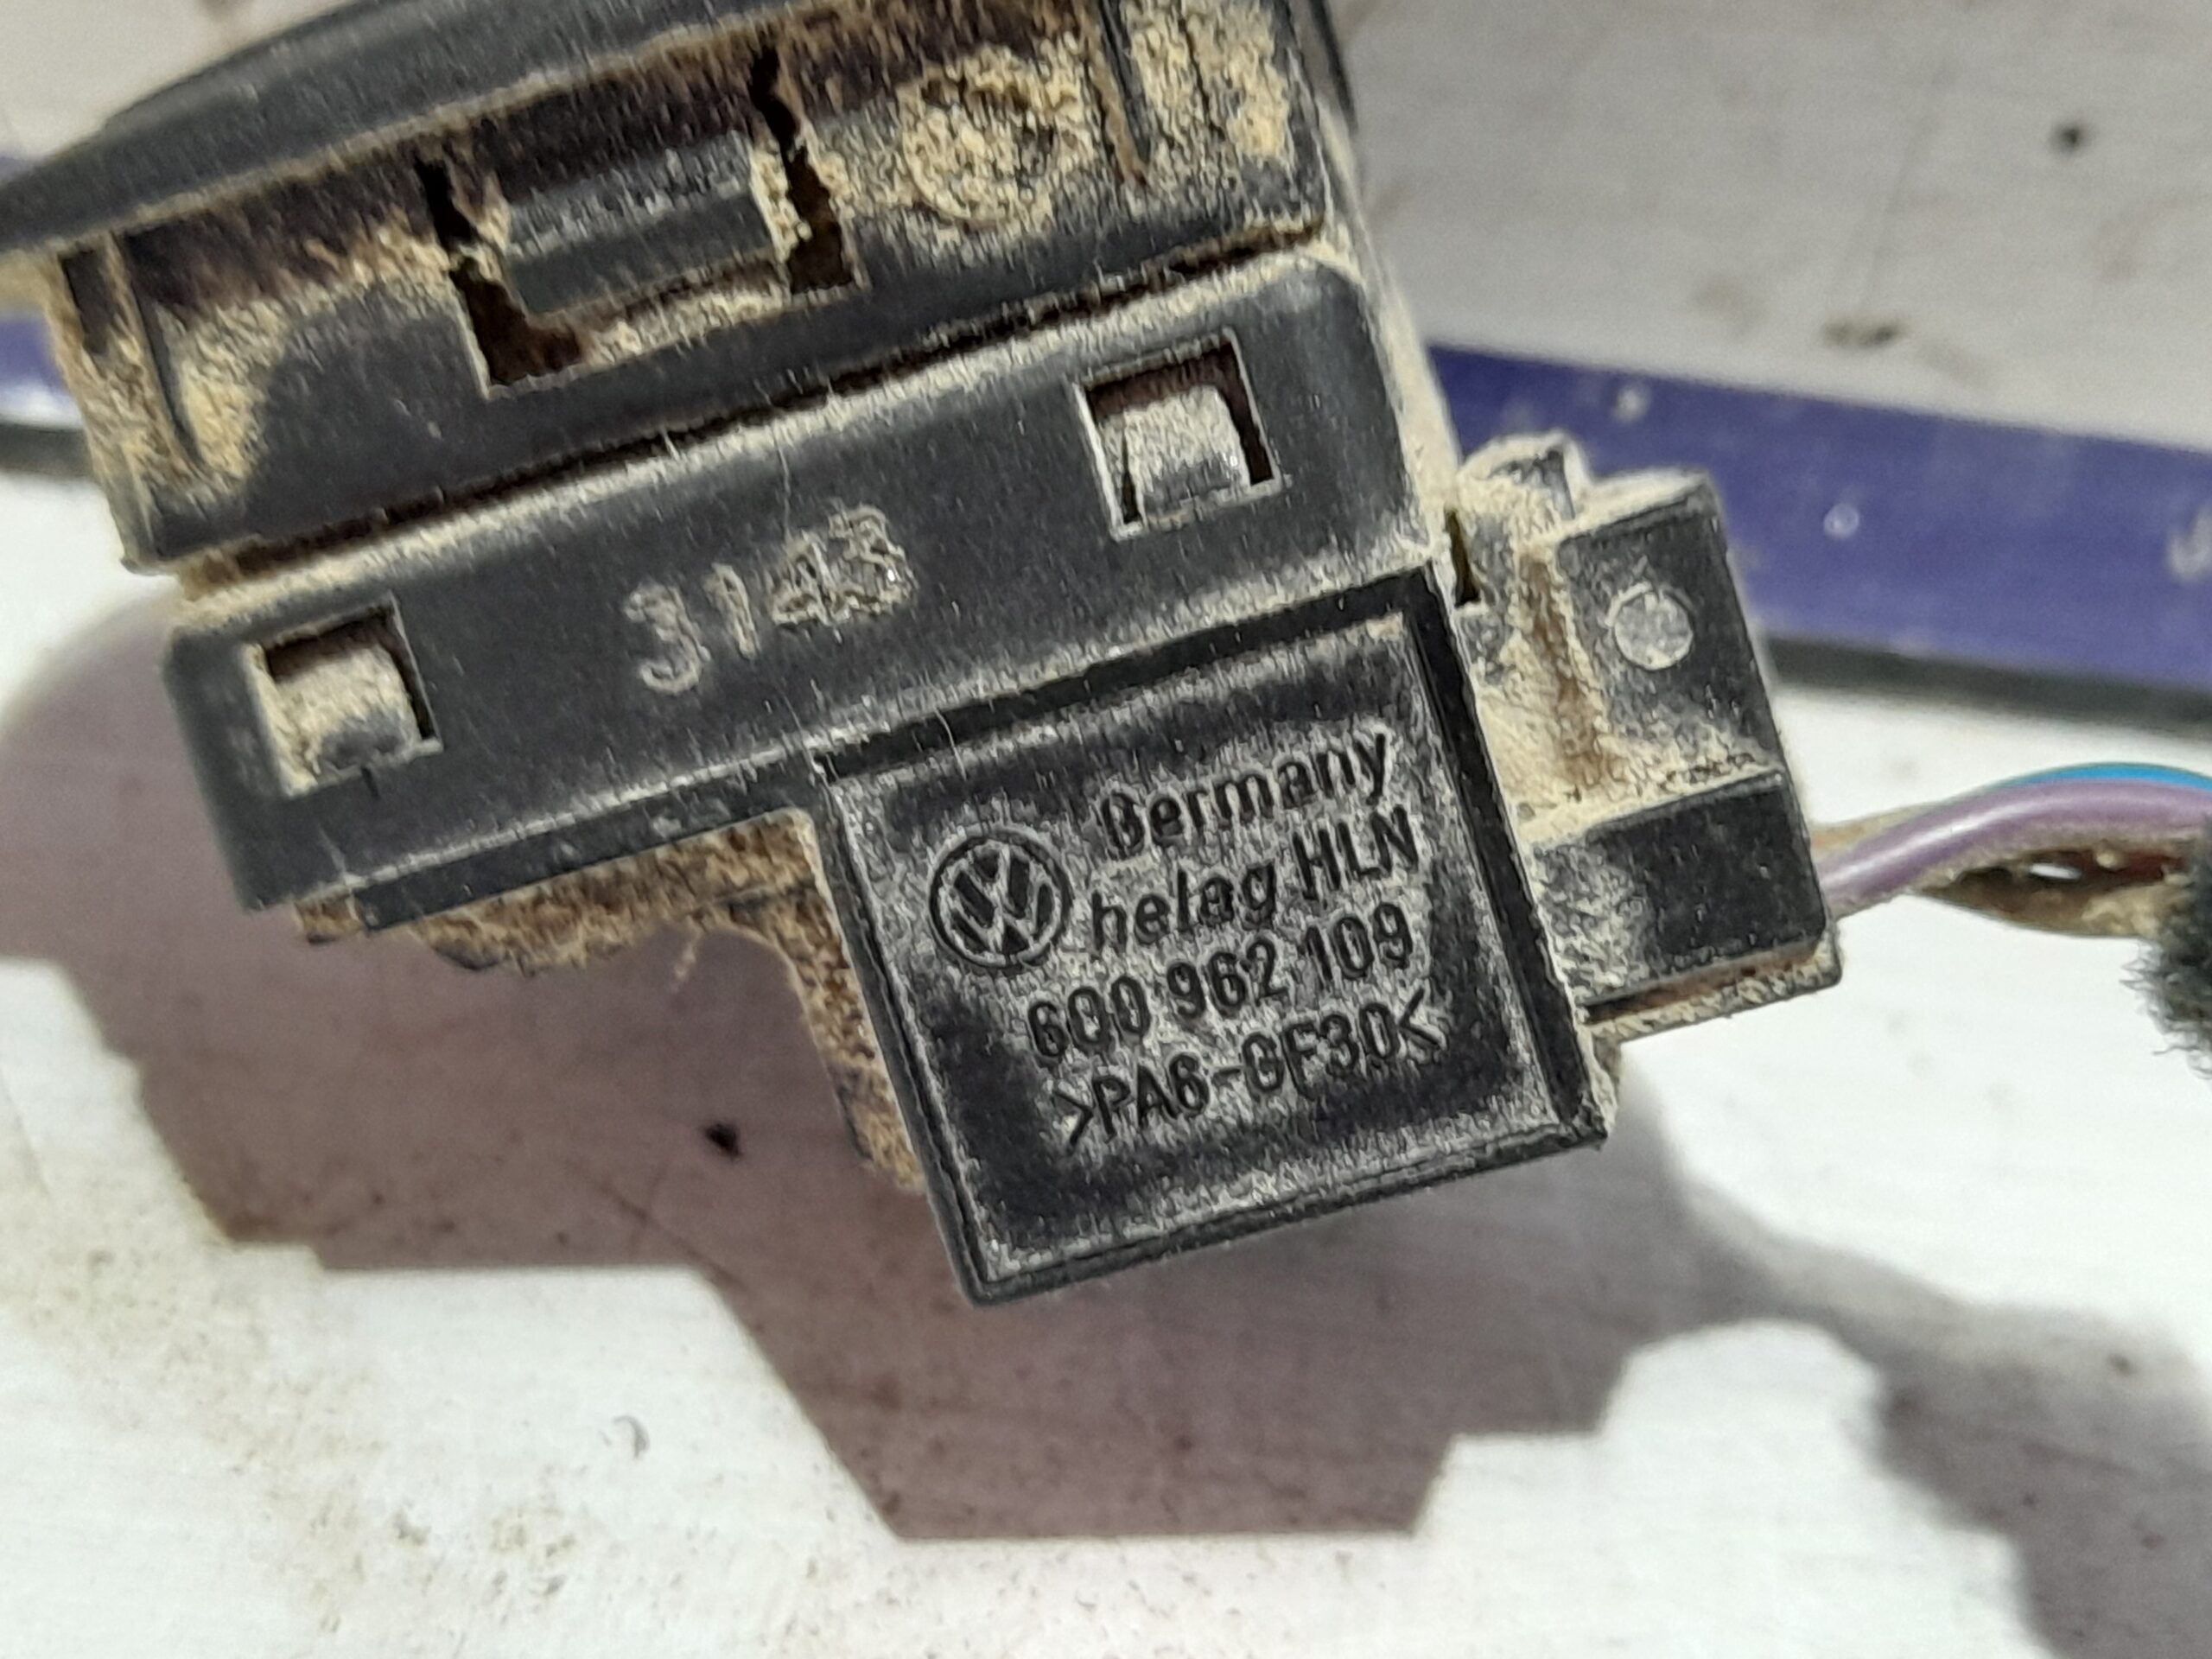 3143
Germany
helag HLN
6Q0 962 109
>PA6-GF30<